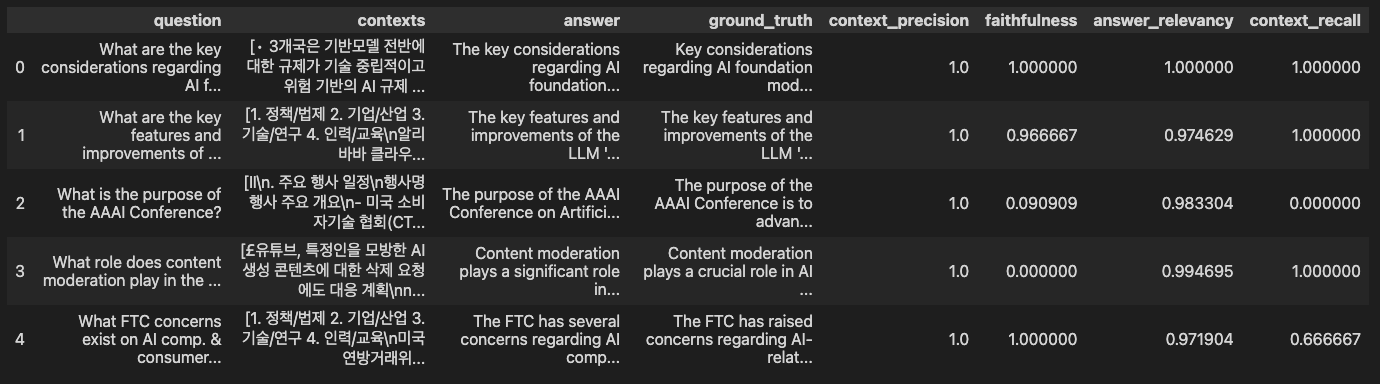 question contexts answer ground_truth context_precision faithfulness answer_relevancy context_recall
0 What are the key considerations regarding AI f... [• 3개국은 기반모델 전반에 대한 규제가 기술 중립적이고 위험 기반의 AI 규제 ... The key considerations regarding AI foundation... Key considerations regarding AI foundation mod... 1.0 1.000000 1.000000 1.000000
1 What are the key features and improvements of ... [1. 정책/법제 2. 기업/산업 3. 기술/연구 4. 인력/교육\n알리바바 클라우... The key features and improvements of the LLM '... The key features and improvements of the LLM '... 1.0 0.966667 0.974629 1.000000
2 What is the purpose of the AAAI Conference? [II\n. 주요 행사 일정\n행사명 행사 주요 개요\n- 미국 소비자기술 협회(CT... The purpose of the AAAI Conference on Artifici... The purpose of the AAAI Conference is to advan... 1.0 0.090909 0.983304 0.000000
3 What role does content moderation play in the ... [£유튜브, 특정인을 모방한 AI 생성 콘텐츠에 대한 삭제 요청에도 대응 계획\nn... Content moderation plays a significant role in... Content moderation plays a crucial role in AI ... 1.0 0.000000 0.994695 1.000000
4 What FTC concerns exist on AI comp. & consumer... [1. 정책/법제 2. 기업/산업 3. 기술/연구 4. 인력/교육\n미국 연방거래위... The FTC has several concerns regarding AI comp... The FTC has raised concerns regarding AI-relat... 1.0 1.000000 0.971904 0.666667